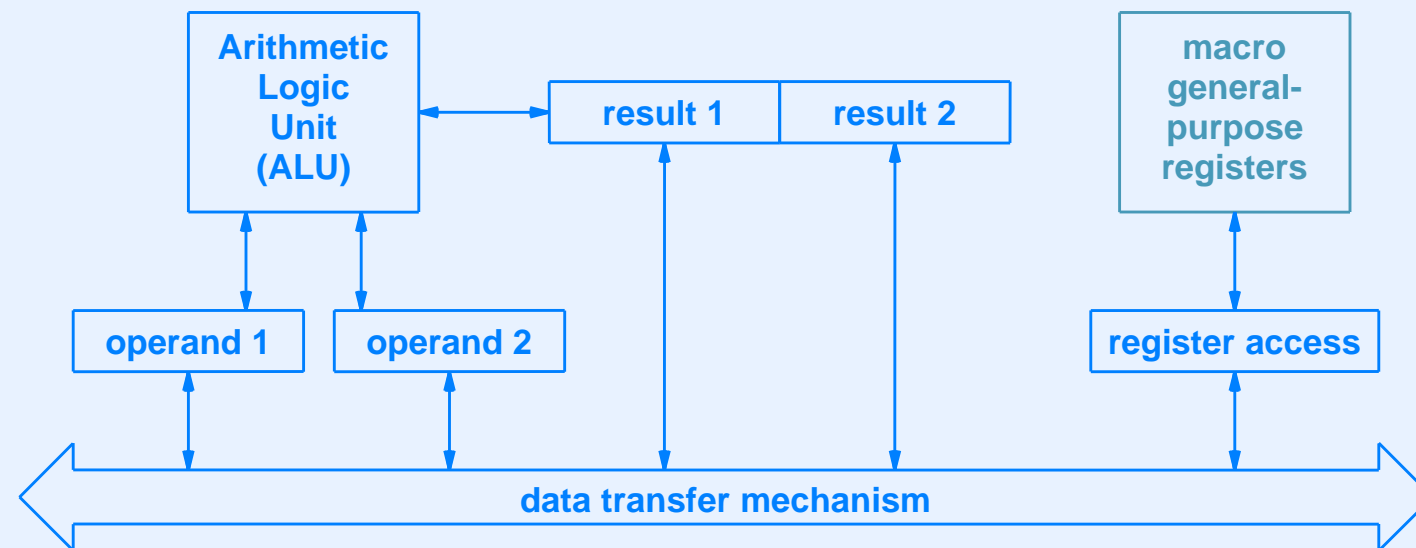 Arithmetic
Logic
Unit
(ALU)
result 1
result 2
macro
general-
purpose
registers
operand 1
operand 2
register access
data transfer mechanism